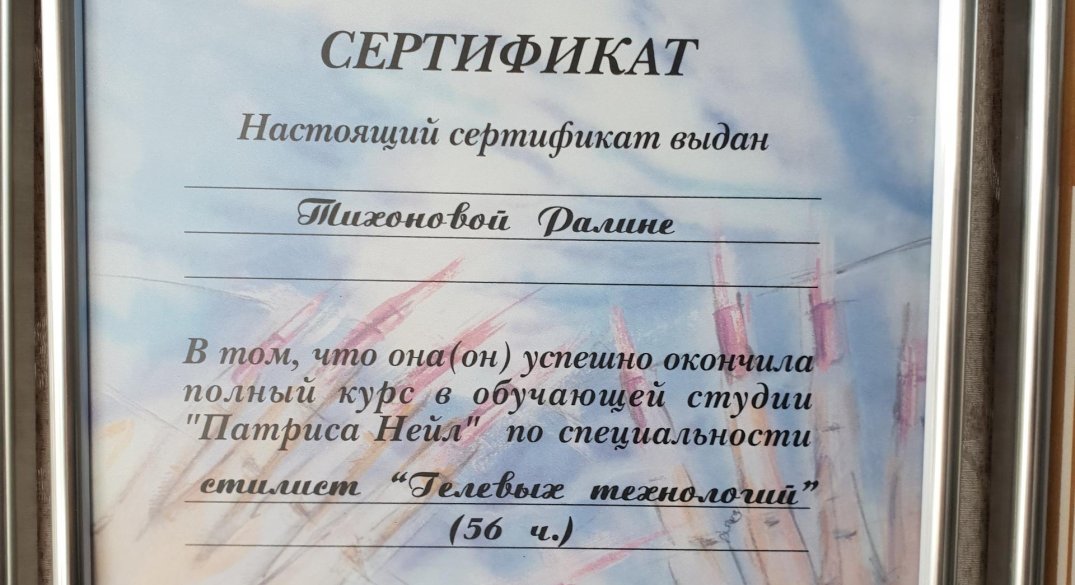 СЕРТИФИКАТ
Настоящий сертификат выдан
Тихоновой Ралине
В том, что она(он) успешно окончила
полный курс в обучающей студии
"Патриса Нейл" по специальности
стилист “Гелевых технологий”
(56 ч.)